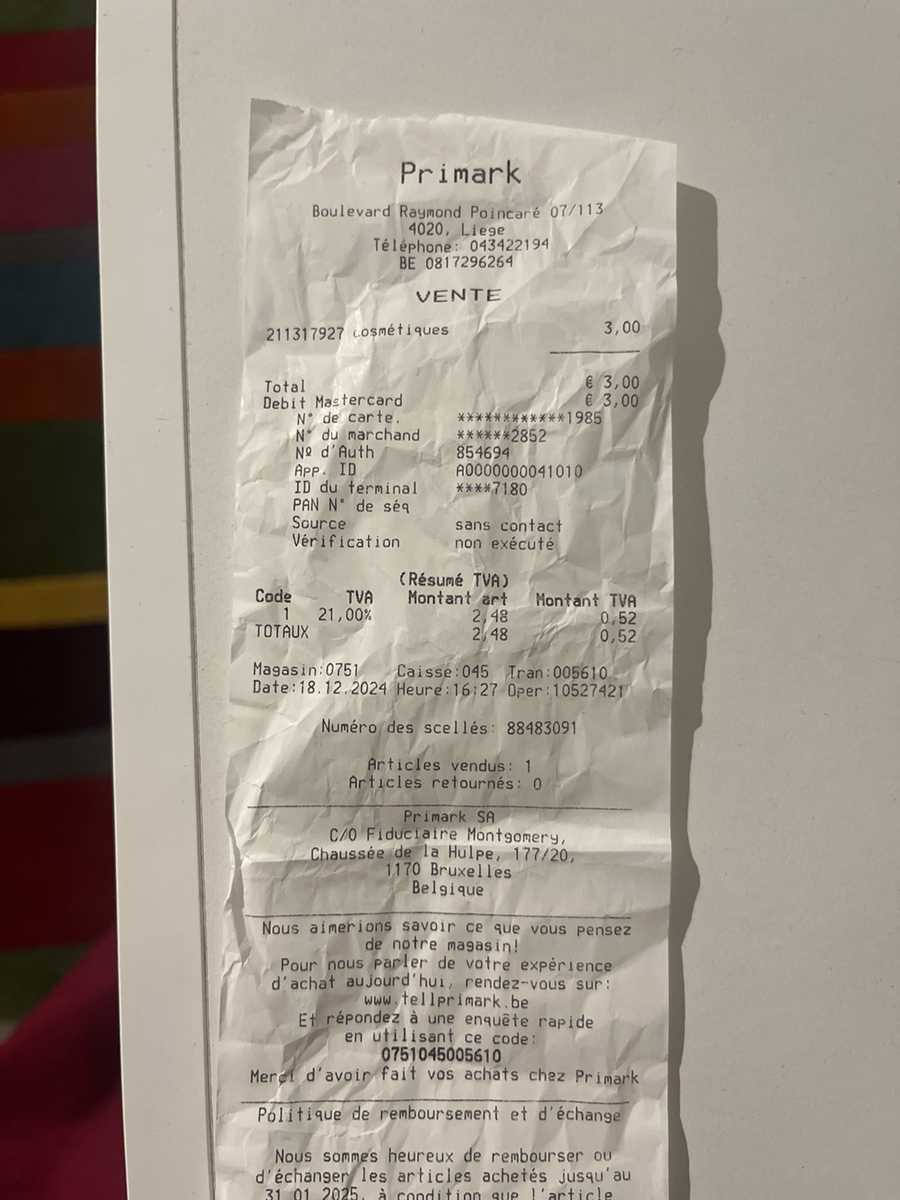 Primark
Boulevard Raymond Poincaré 07/113
4020, Liege
Téléphone: 043422194
BE 0817296264
VENTE
211317927 cosmétiques 3,00
Total € 3,00
Debit Mastercard € 3,00
N° de carte. ************1985
N° du marchand ******2852
Nº d'Auth 854694
App. ID A0000000041010
ID du terminal ****7180
PAN N° de séq
Source sans contact
Vérification non exécuté
(Résumé TVA)
Code TVA Montant art Montant TVA
1 21,00% 2,48 0,52
TOTAUX 2,48 0,52
Magasin:0751 Caisse:045 Tran:005610
Date:18.12.2024 Heure:16:27 Oper:10527421
Numéro des scellés: 88483091
Articles vendus: 1
Articles retournés: 0
Primark SA
C/O Fiduciaire Montgomery,
Chaussée de la Hulpe, 177/20,
1170 Bruxelles
Belgique
Nous aimerions savoir ce que vous pensez
de notre magasin!
Pour nous parler de votre expérience
d'achat aujourd'hui, rendez-vous sur:
www.tellprimark.be
Et répondez à une enquête rapide
en utilisant ce code:
0751045005610
Merci d'avoir fait vos achats chez Primark
Politique de remboursement et d'échange
Nous sommes heureux de rembourser ou
d'échanger les articles achetés jusqu'au
31 01 2025, à condition que l'article